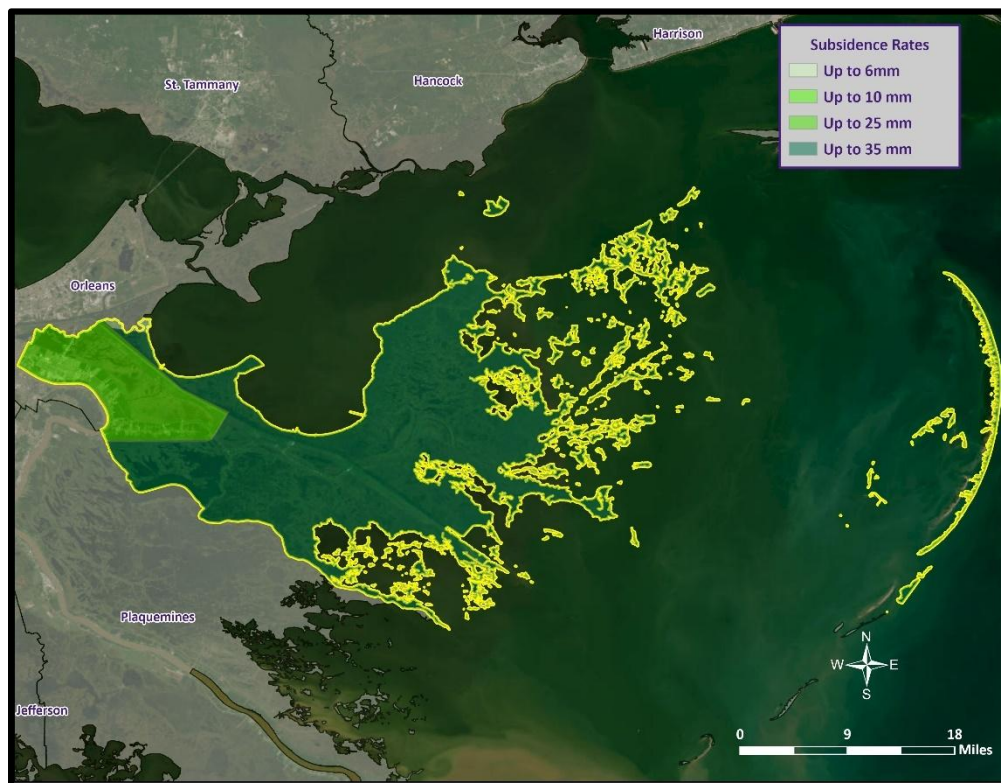 Harrison
Subsidence Rates
Up to 6mm
Up to 10 mm
Up to 25 mm
Up to 35 mm
St. Tammany
Hancock
Orleans
Plaquemines
Jefferson
N
W E
S
0 9 18
Miles